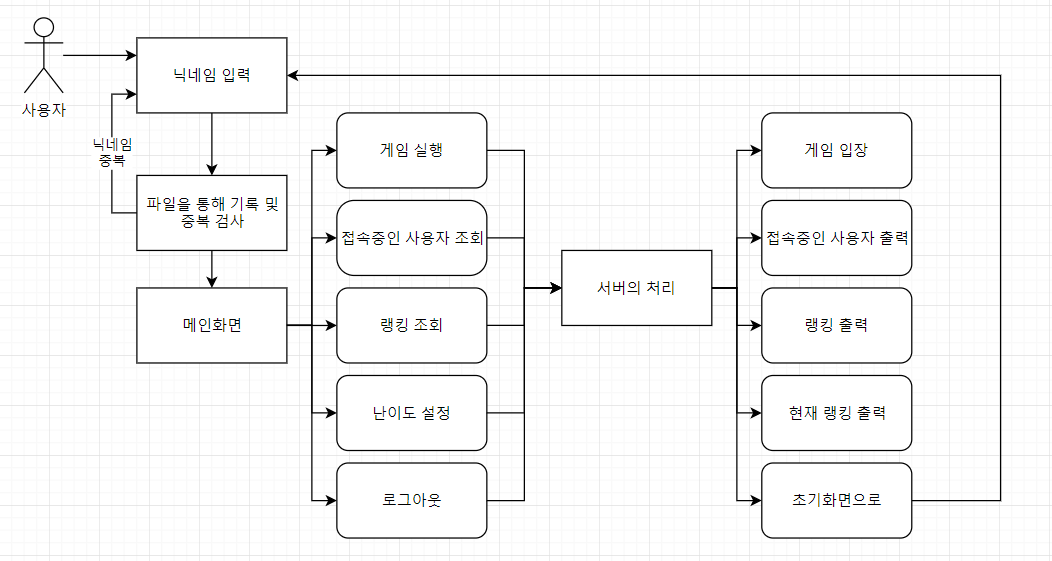 사용자
닉네임 입력
닉네임
중복
파일을 통해 기록 및
중복 검사
메인화면
게임 실행
접속중인 사용자 조회
랭킹 조회
난이도 설정
로그아웃
서버의 처리
게임 입장
접속중인 사용자 출력
랭킹 출력
현재 랭킹 출력
초기화면으로